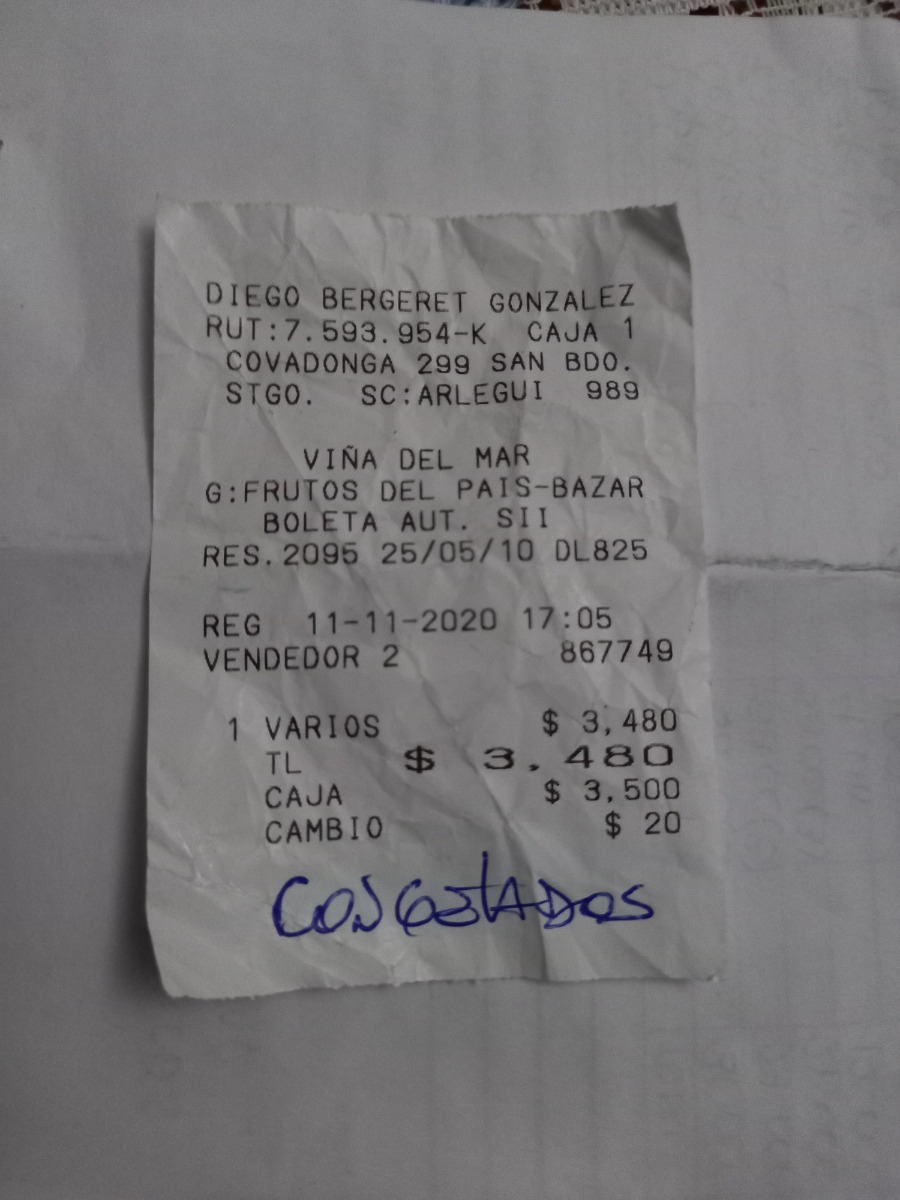 DIEGO BERGERET GONZALEZ
RUT:7.593.954-K CAJA 1
COVADONGA 299 SAN BDO.
STGO. SC:ARLEGUI 989
VIÑA DEL MAR
G:FRUTOS DEL PAIS-BAZAR
BOLETA AUT. SII
RES.2095 25/05/10 DL825
REG 11-11-2020 17:05
VENDEDOR 2 867749
1 VARIOS $ 3,480
TL $ 3.480
CAJA $ 3,500
CAMBIO $ 20
CONGELADOS